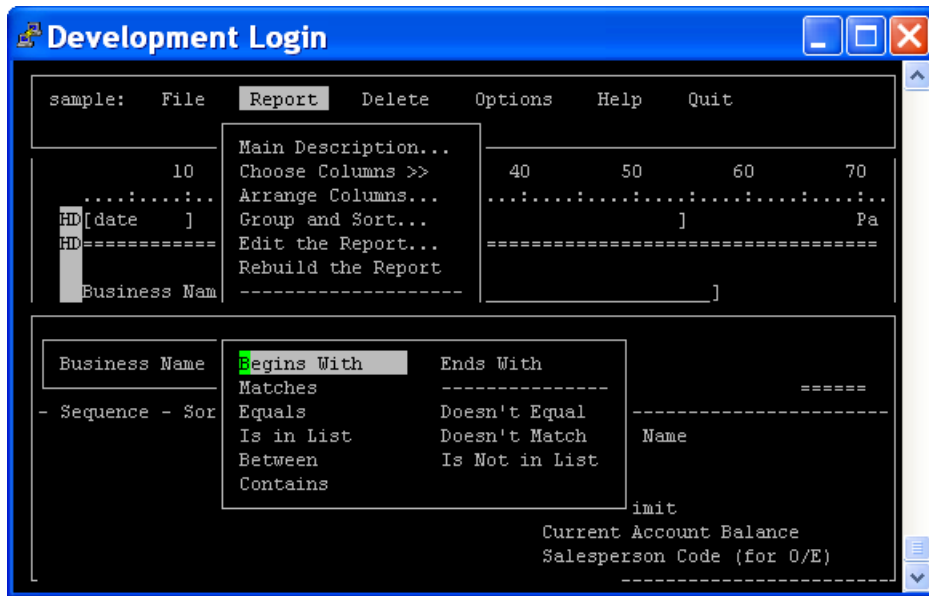 Development Login
sample: File Report Delete Options Help Quit
Main Description...
10 Choose Columns >> 40 50 60 70
....:....:.. Arrange Columns... ...:....:....:....:....:....:....:..
HD[date ] Group and Sort... ] Pa
HD============ Edit the Report... ===================================
Rebuild the Report
Business Nam -------------------- ____________________]
Business Name Begins With Ends With
Matches --------------- ======
- Sequence - Sor Equals Doesn't Equal -----------------------
Is in List Doesn't Match Name
Between Is Not in List
Contains
imit
Current Account Balance
Salesperson Code (for O/E)